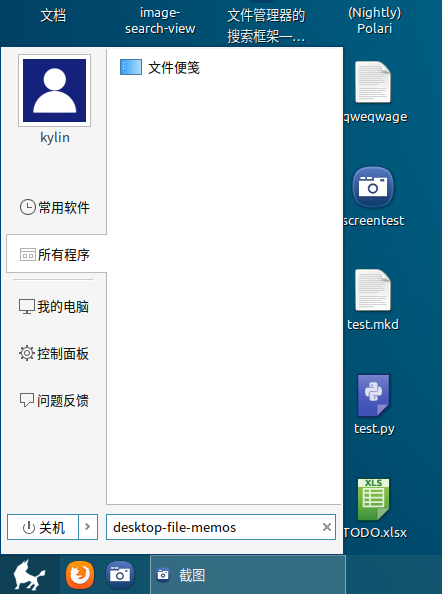 文档
image-
search-view
文件管理器的
搜索框架—...
(Nightly)
Polari
文件便笺
kylin
常用软件
所有程序
我的电脑
控制面板
问题反馈
关机
desktop-file-memos
qweqwage
screentest
test.mkd
test.py
XLS
TODO.xlsx
截图